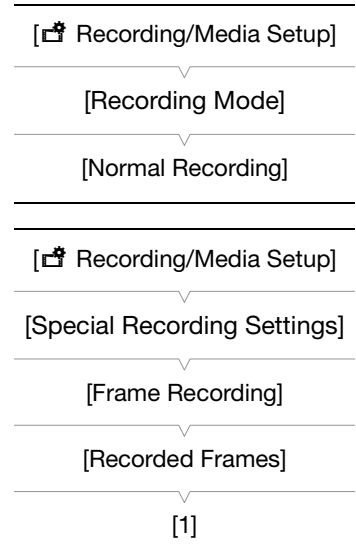 [ Recording/Media Setup]
[Recording Mode]
[Normal Recording]
[ Recording/Media Setup]
[Special Recording Settings]
[Frame Recording]
[Recorded Frames]
[1]